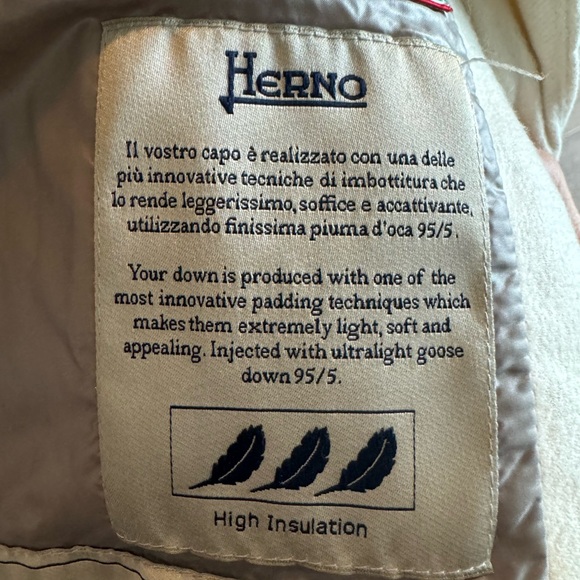 HERNO
Il vostro capo è realizzato con una delle
più innovative tecniche di imbottitura che
lo rende leggerissimo, soffice e accattivante,
utilizzando finissima piuma d'oca 95/5.
Your down is produced with one of the
most innovative padding techniques which
makes them extremely light, soft and
appealing. Injected with ultralight goose
down 95/5.
High Insulation